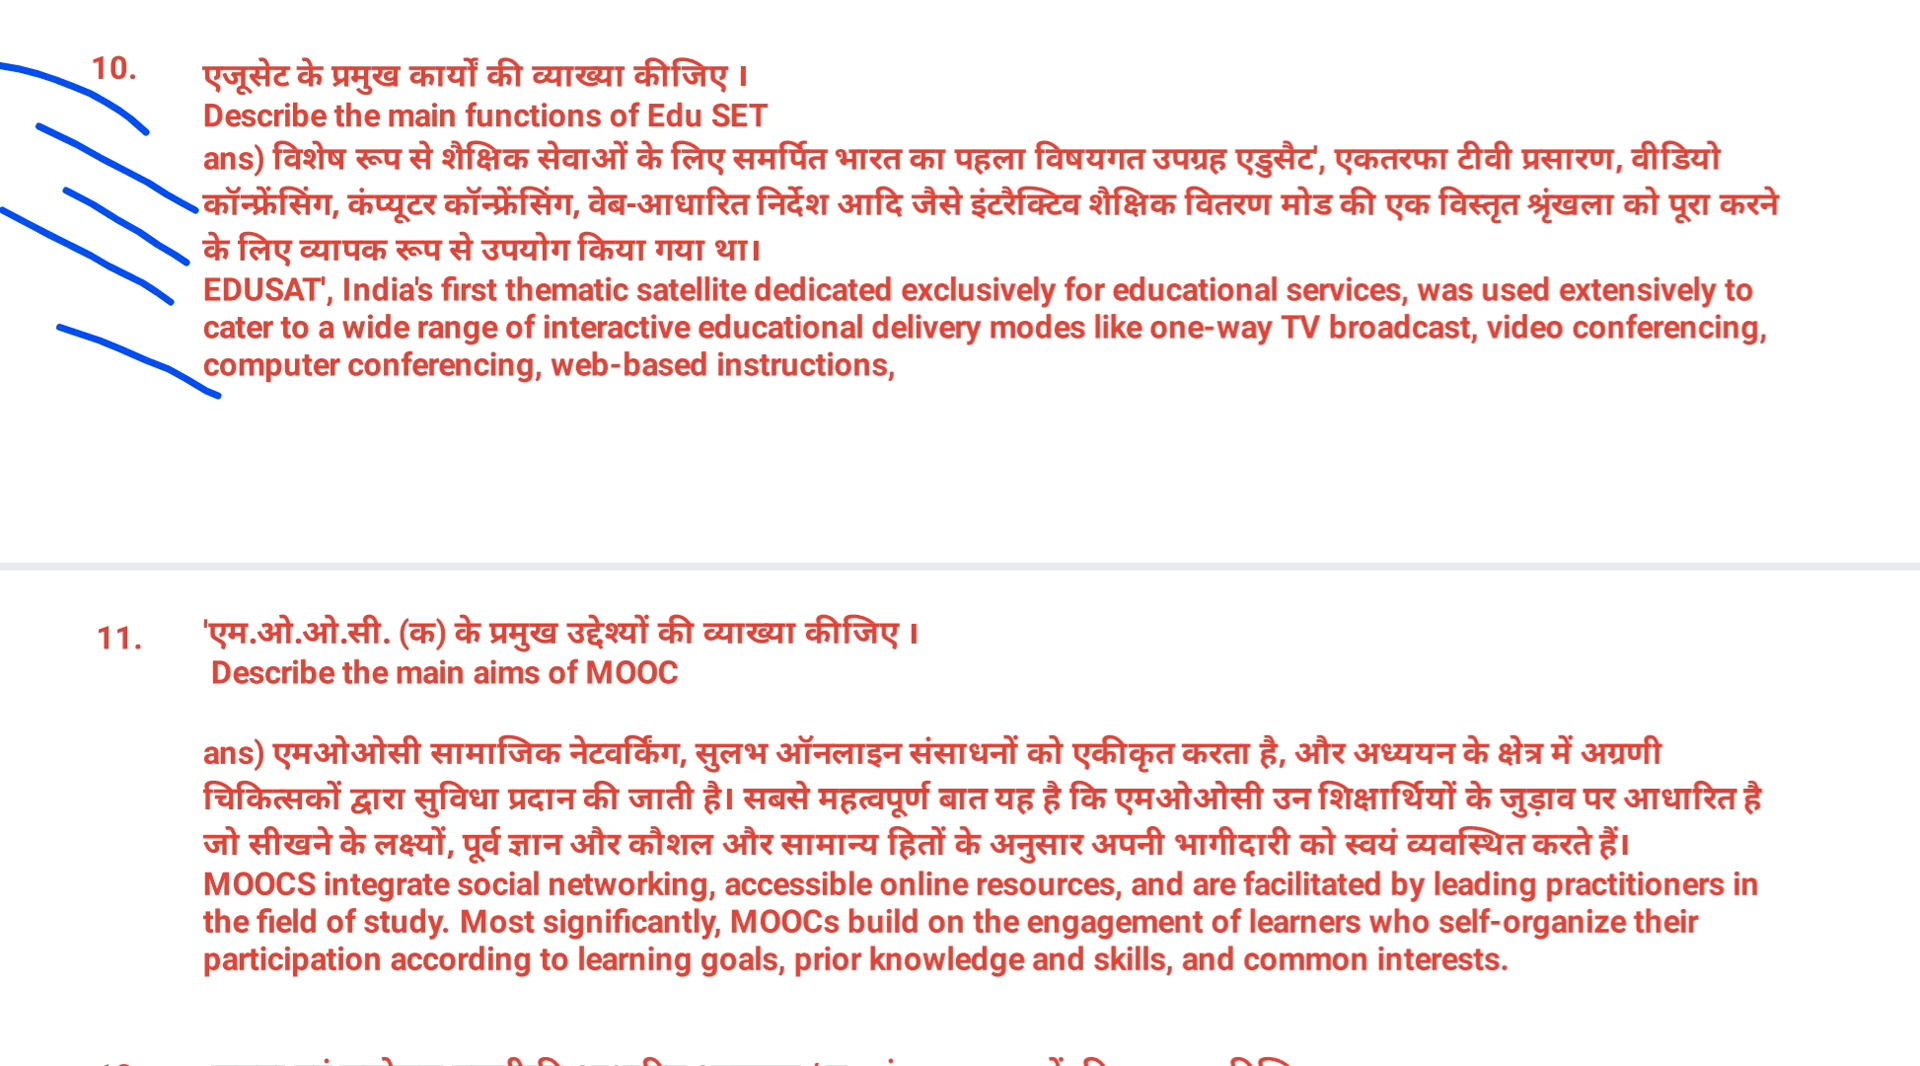 10.
एजूसेट के प्रमुख कार्यों की व्याख्या कीजिए ।
Describe the main functions of Edu SET
ans) विशेष रूप से शैक्षिक सेवाओं के लिए समर्पित भारत का पहला विषयगत उपग्रह एडुसैट', एकतरफा टीवी प्रसारण, वीडियो
कॉन्फ्रेंसिंग, कंप्यूटर कॉन्फ्रेंसिंग, वेब-आधारित निर्देश आदि जैसे इंटरैक्टिव शैक्षिक वितरण मोड की एक विस्तृत श्रृंखला को पूरा करने
के लिए व्यापक रूप से उपयोग किया गया था।
EDUSAT', India's first thematic satellite dedicated exclusively for educational services, was used extensively to
cater to a wide range of interactive educational delivery modes like one-way TV broadcast, video conferencing,
computer conferencing, web-based instructions,
11.
'एम.ओ.ओ.सी. (क) के प्रमुख उद्देश्यों की व्याख्या कीजिए ।
Describe the main aims of MOOC
ans) एमओओसी सामाजिक नेटवर्किंग, सुलभ ऑनलाइन संसाधनों को एकीकृत करता है, और अध्ययन के क्षेत्र में अग्रणी
चिकित्सकों द्वारा सुविधा प्रदान की जाती है। सबसे महत्वपूर्ण बात यह है कि एमओओसी उन शिक्षार्थियों के जुड़ाव पर आधारित है
जो सीखने के लक्ष्यों, पूर्व ज्ञान और कौशल और सामान्य हितों के अनुसार अपनी भागीदारी को स्वयं व्यवस्थित करते हैं।
MOOCS integrate social networking, accessible online resources, and are facilitated by leading practitioners in
the field of study. Most significantly, MOOCs build on the engagement of learners who self-organize their
participation according to learning goals, prior knowledge and skills, and common interests.